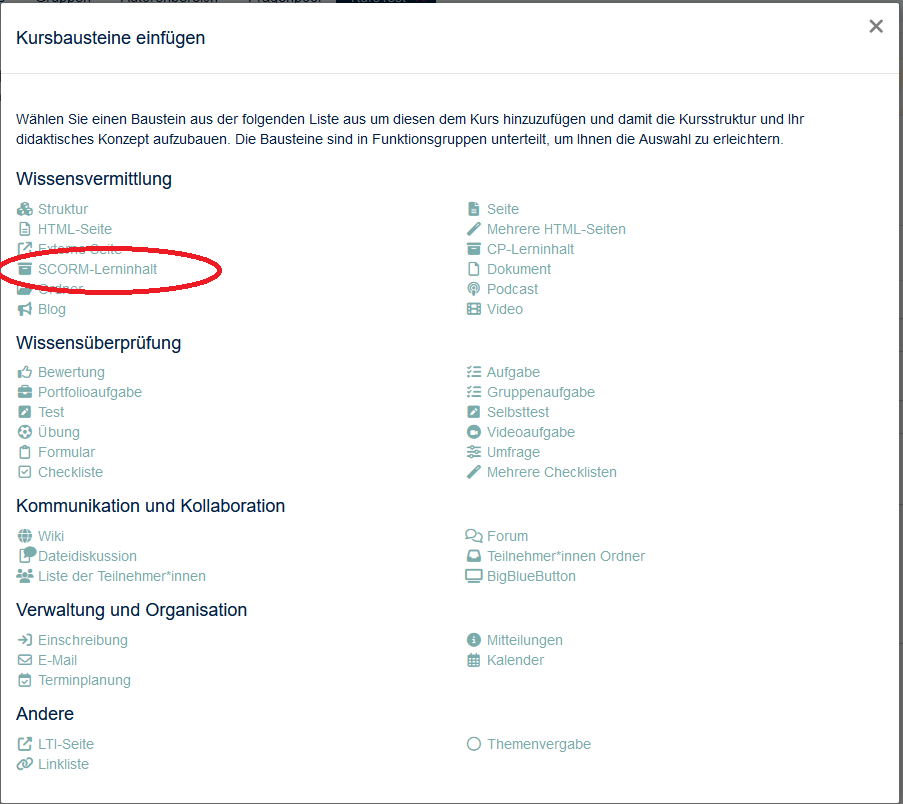 Kursbausteine einfügen
Wählen Sie einen Baustein aus der folgenden Liste aus um diesen dem Kurs hinzuzufügen und damit die Kursstruktur und Ihr
didaktisches Konzept aufzubauen. Die Bausteine sind in Funktionsgruppen unterteilt, um Ihnen die Auswahl zu erleichtern.
Wissensvermittlung
Struktur
Seite
HTML-Seite
Mehrere HTML-Seiten
Externe Seite
CP-Lerninhalt
SCORM-Lerninhalt
Dokument
Ordner
Podcast
Blog
Video
Wissensüberprüfung
Bewertung
Aufgabe
Portfolioaufgabe
Gruppenaufgabe
Test
Selbsttest
Übung
Videoaufgabe
Formular
Umfrage
Checkliste
Mehrere Checklisten
Kommunikation und Kollaboration
Wiki
Forum
Dateidiskussion
Teilnehmer*innen Ordner
Liste der Teilnehmer*innen
BigBlueButton
Verwaltung und Organisation
Einschreibung
Mitteilungen
E-Mail
Kalender
Terminplanung
Andere
LTI-Seite
Themenvergabe
Linkliste